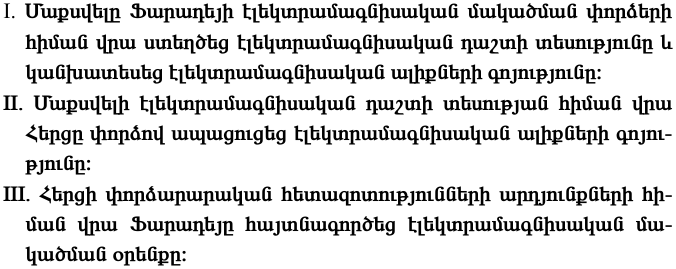 I. Մաքսվելը Ֆարադեյի էլեկտրամագնիսական մակածման փորձերի
հիման վրա ստեղծեց էլեկտրամագնիսական դաշտի տեսությունը և
կանխատեսեց էլեկտրամագնիսական ալիքների գոյությունը:
II. Մաքսվելի էլեկտրամագնիսական դաշտի տեսության հիման վրա
Հերցը փորձով ապացուցեց էլեկտրամագնիսական ալիքների գոյու-
թյունը:
III. Հերցի փորձարարական հետազոտությունների արդյունքների հի-
ման վրա Ֆարադեյը հայտնագործեց էլեկտրամագնիսական մա-
կածման օրենքը: